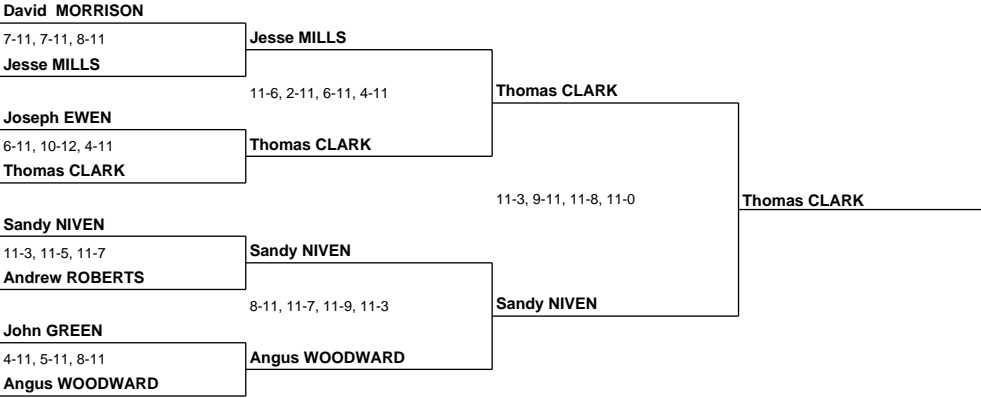 David  MORRISON
7-11, 7-11, 8-11
Jesse MILLS
Jesse MILLS
11-6, 2-11, 6-11, 4-11
Thomas CLARK
Joseph EWEN
6-11, 10-12, 4-11
Thomas CLARK
Thomas CLARK
11-3, 9-11, 11-8, 11-0
Thomas CLARK
Sandy NIVEN
11-3, 11-5, 11-7
Andrew ROBERTS
Sandy NIVEN
8-11, 11-7, 11-9, 11-3
Sandy NIVEN
John GREEN
4-11, 5-11, 8-11
Angus WOODWARD
Angus WOODWARD